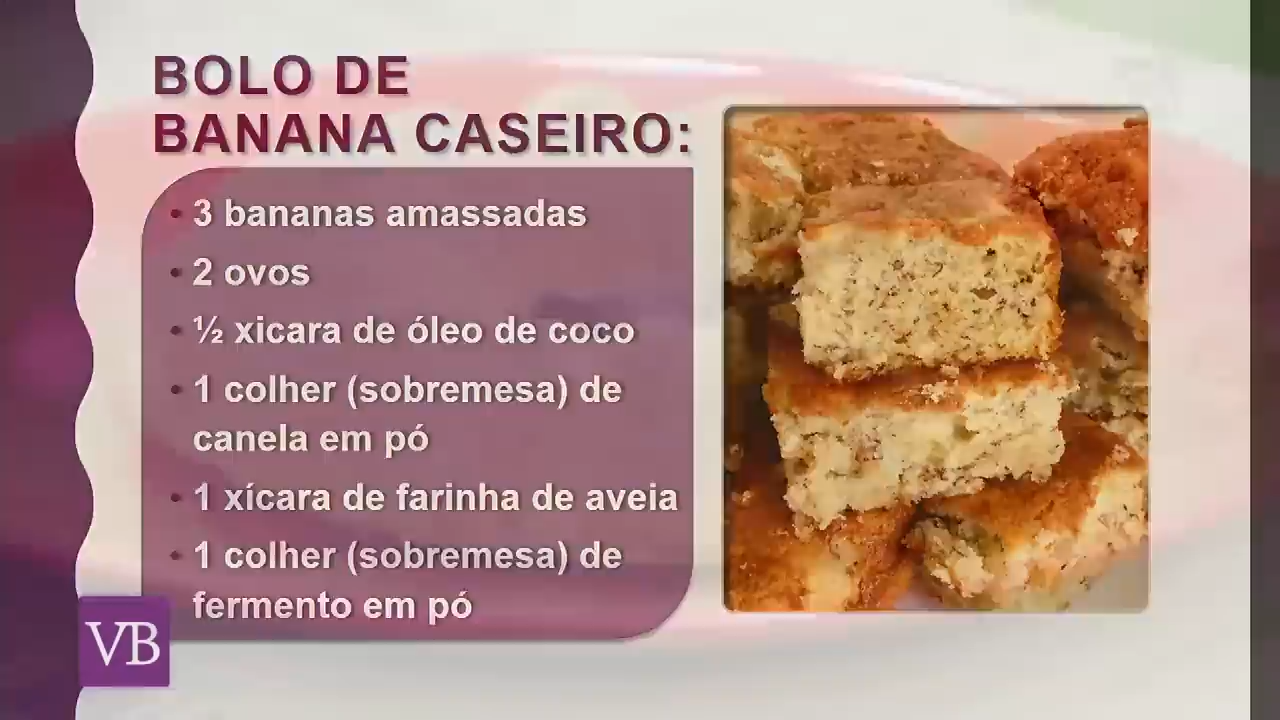 BOLO DE
BANANA CASEIRO:
• 3 bananas amassadas
• 2 ovos
• ½ xicara de óleo de coco
• 1 colher (sobremesa) de
canela em pó
• 1 xícara de farinha de aveia
• 1 colher (sobremesa) de
fermento em pó
VB